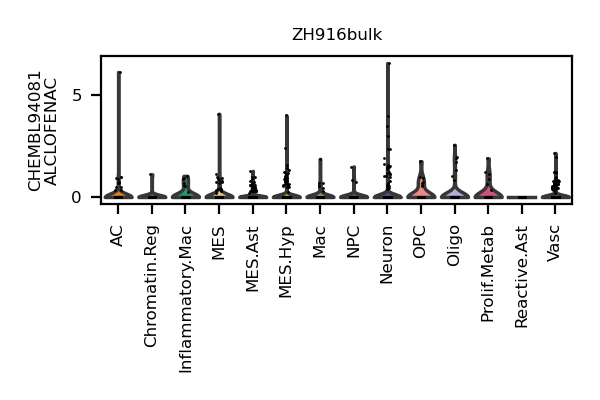 ZH916bulk
CHEMBL94081
ALCLOFENAC
5
0
AC
Chromatin.Reg
Inflammatory.Mac
MES
MES.Ast
MES.Hyp
Mac
NPC
Neuron
OPC
Oligo
Prolif.Metab
Reactive.Ast
Vasc